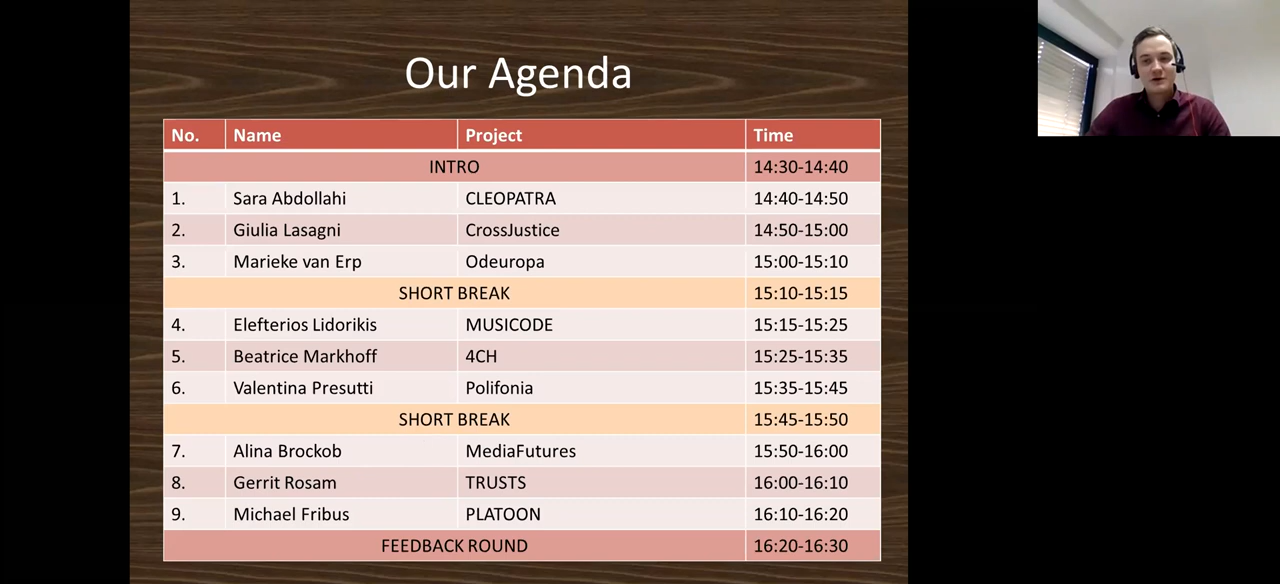 Our Agenda
No. Name Project Time
INTRO 14:30-14:40
1. Sara Abdollahi CLEOPATRA 14:40-14:50
2. Giulia Lasagni CrossJustice 14:50-15:00
3. Marieke van Erp Odeuropa 15:00-15:10
SHORT BREAK 15:10-15:15
4. Elefterios Lidorikis MUSICODE 15:15-15:25
5. Beatrice Markhoff 4CH 15:25-15:35
6. Valentina Presutti Polifonia 15:35-15:45
SHORT BREAK 15:45-15:50
7. Alina Brockob MediaFutures 15:50-16:00
8. Gerrit Rosam TRUSTS 16:00-16:10
9. Michael Fribus PLATOON 16:10-16:20
FEEDBACK ROUND 16:20-16:30